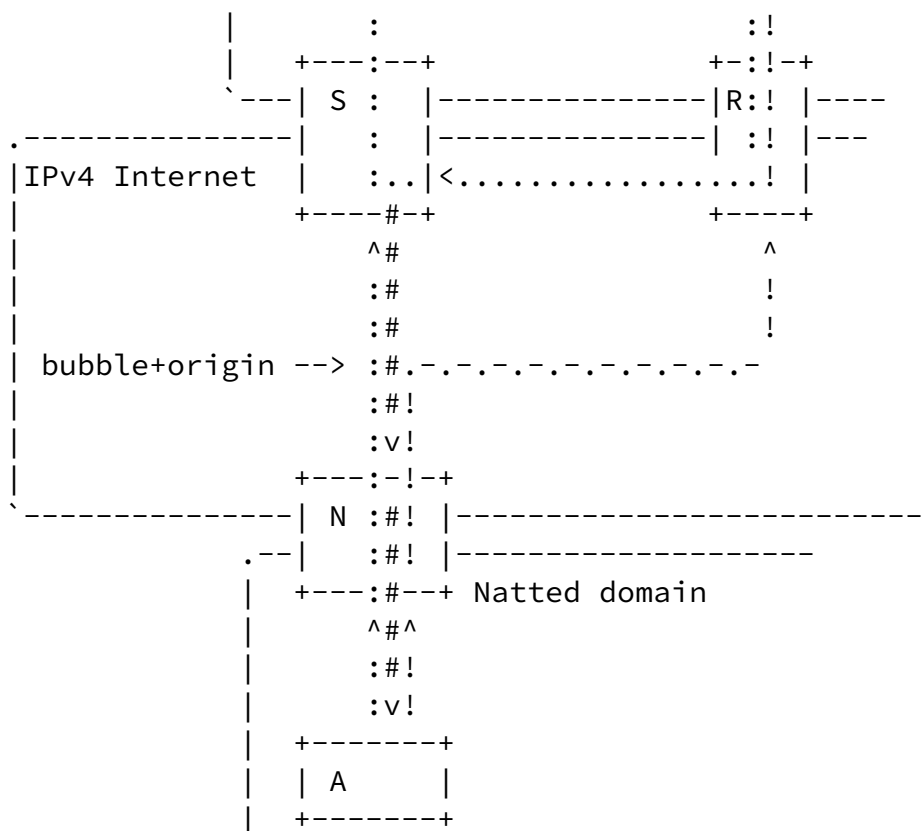 |       :                    :!
            |   +---:--+               +-:!-+
            `---| S :  |---------------|R:! |----
.---------------|   :  |---------------| :! |---
|IPv4 Internet  |   :..|<.................! |
|               +----#-+               +-----+
|                   ^#                    ^
|                   :#                    !
|                   :#                    !
| bubble+origin --> :#.-.-.-.-.-.-.-.-.-.-
|                   :#!
|                   :v!
|               +---:-!-+
`---------------| N :#! |--------------------------
             .--|   :#! |--------------------
             |  +---:#--+ Natted domain
             |      ^#^
             |      :#!
             |      :v!
             |  +-------+
             |  | A     |
             |  +-------+